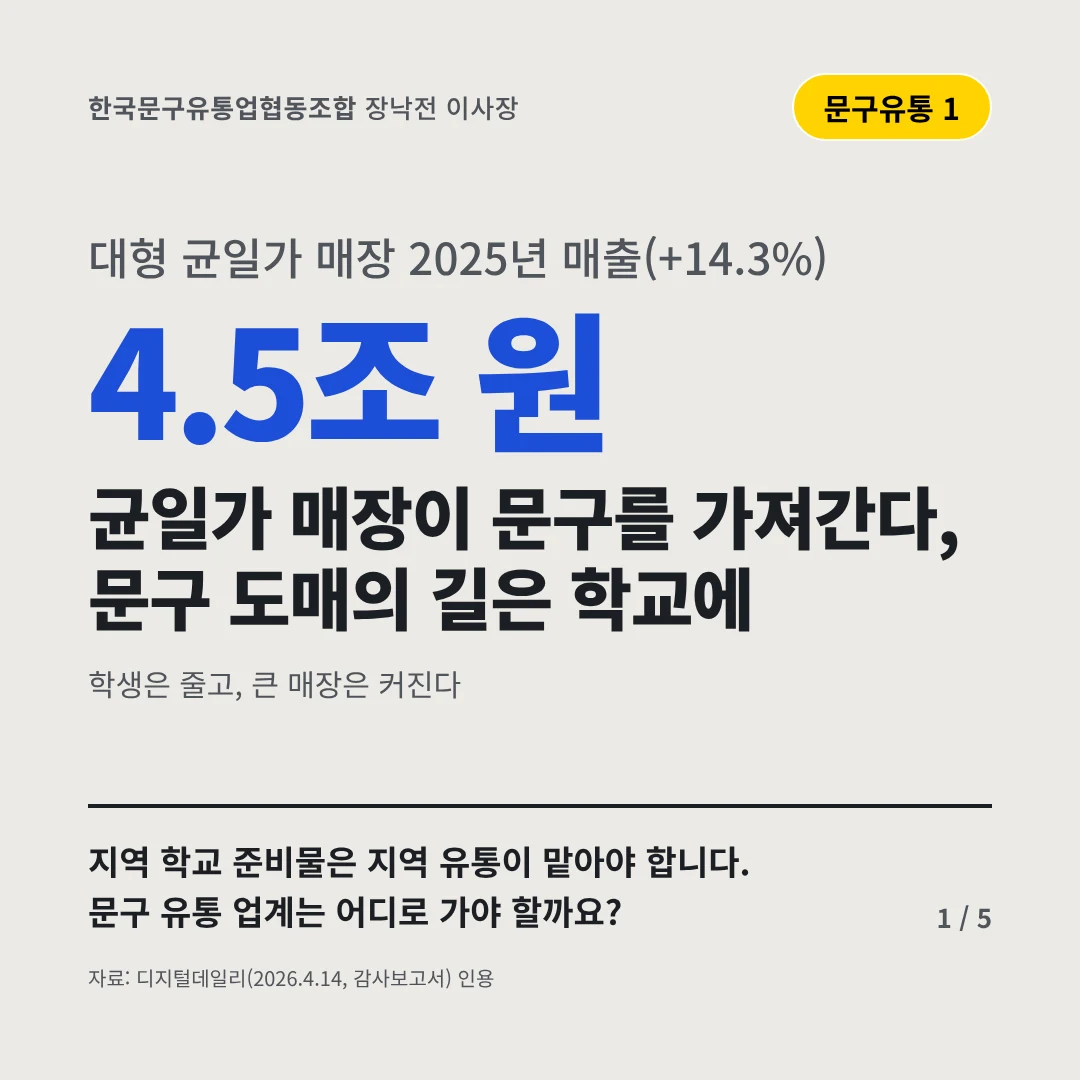 한국문구유통업협동조합 장낙전 이사장
문구유통 1
대형 균일가 매장 2025년 매출(+14.3%)
4.5조 원
균일가 매장이 문구를 가져간다,
문구 도매의 길은 학교에
학생은 줄고, 큰 매장은 커진다
지역 학교 준비물은 지역 유통이 맡아야 합니다.
문구 유통 업계는 어디로 가야 할까요?
1 / 5
자료: 디지털데일리(2026.4.14, 감사보고서) 인용